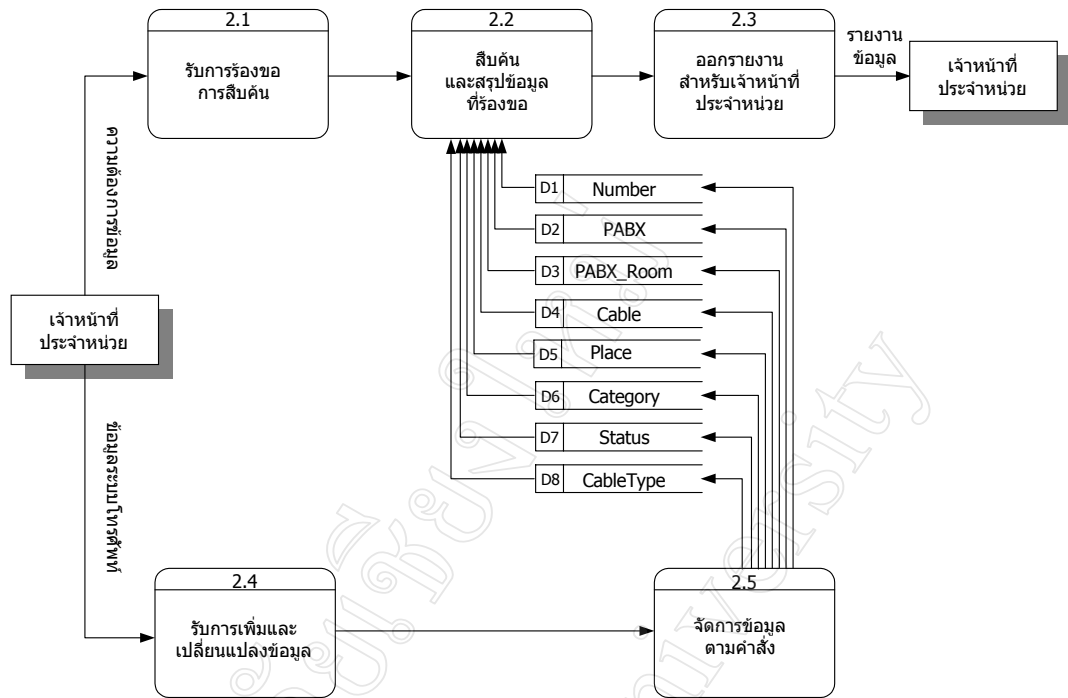 2.1
รับการร้องขอ
การสืบค้น
2.2
สืบค้น
และสรุปข้อมูล
ที่ร้องขอ
2.3
ออกรายงาน
สำหรับเจ้าหน้าที่
ประจำหน่วย
รายงาน
ข้อมูล
เจ้าหน้าที่
ประจำหน่วย
ความต้องการข้อมูล
D1 Number
D2 PABX
D3 PABX_Room
D4 Cable
D5 Place
D6 Category
D7 Status
D8 CableType
เจ้าหน้าที่
ประจำหน่วย
ข้อมูลระบบโทรศัพท์
2.4
รับการเพิ่มและ
เปลี่ยนแปลงข้อมูล
2.5
จัดการข้อมูล
ตามคำสั่ง